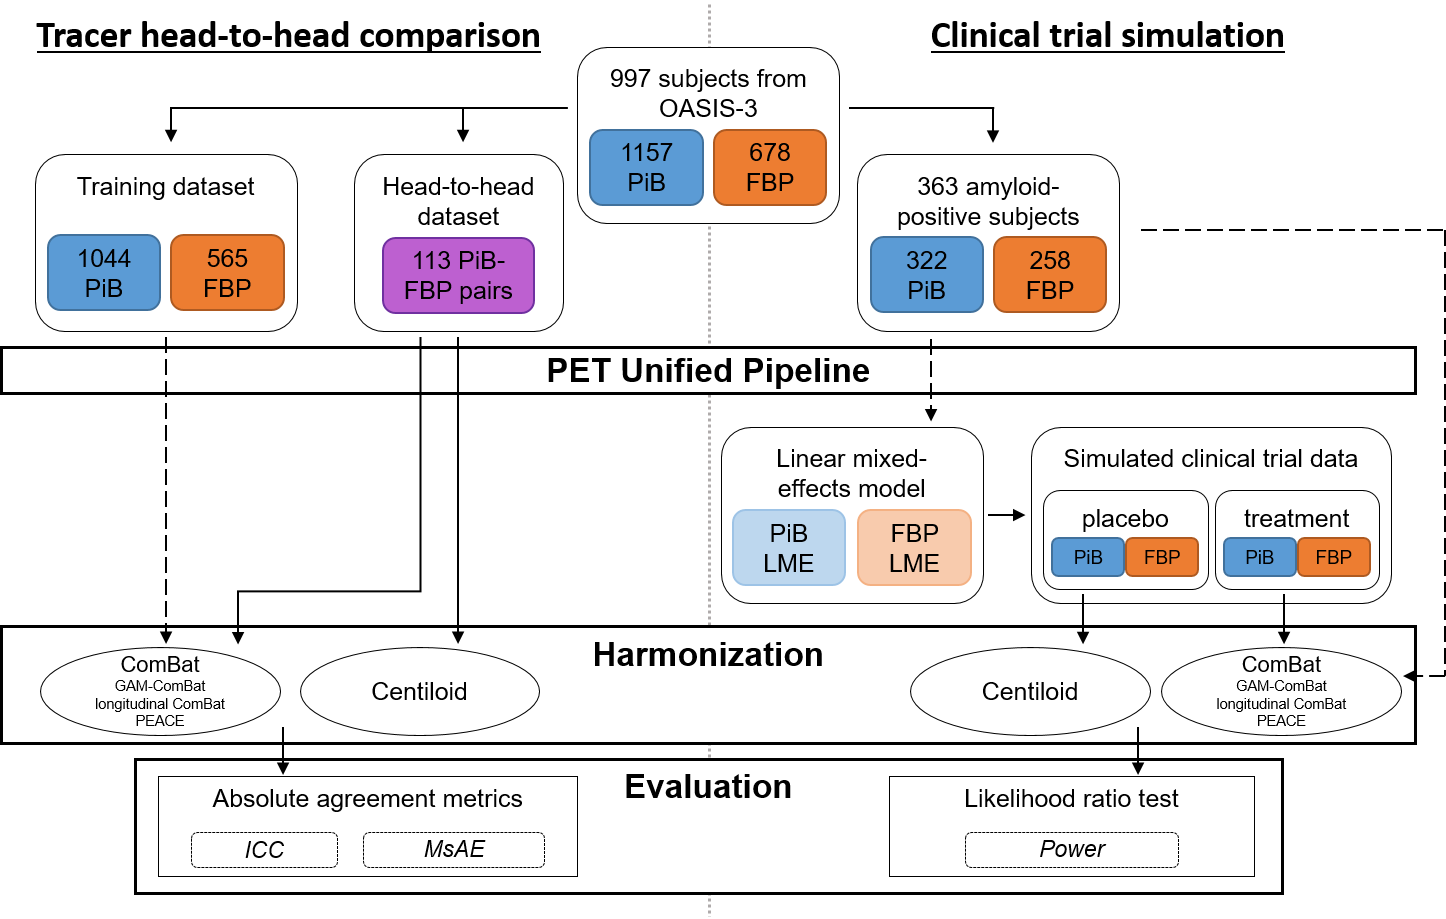 Tracer head-to-head comparison
Clinical trial simulation
997 subjects from
OASIS-3
1157
PiB
678
FBP
Training dataset
1044
PiB
565
FBP
Head-to-head
dataset
113 PiB-
FBP pairs
363 amyloid-
positive subjects
322
PiB
258
FBP
PET Unified Pipeline
Linear mixed-
effects model
PiB
LME
FBP
LME
Simulated clinical trial data
placebo
PiB
FBP
treatment
PiB
FBP
Harmonization
ComBat
GAM-ComBat
longitudinal ComBat
PEACE
Centiloid
Centiloid
ComBat
GAM-ComBat
longitudinal ComBat
PEACE
Evaluation
Absolute agreement metrics
ICC
MsAE
Likelihood ratio test
Power